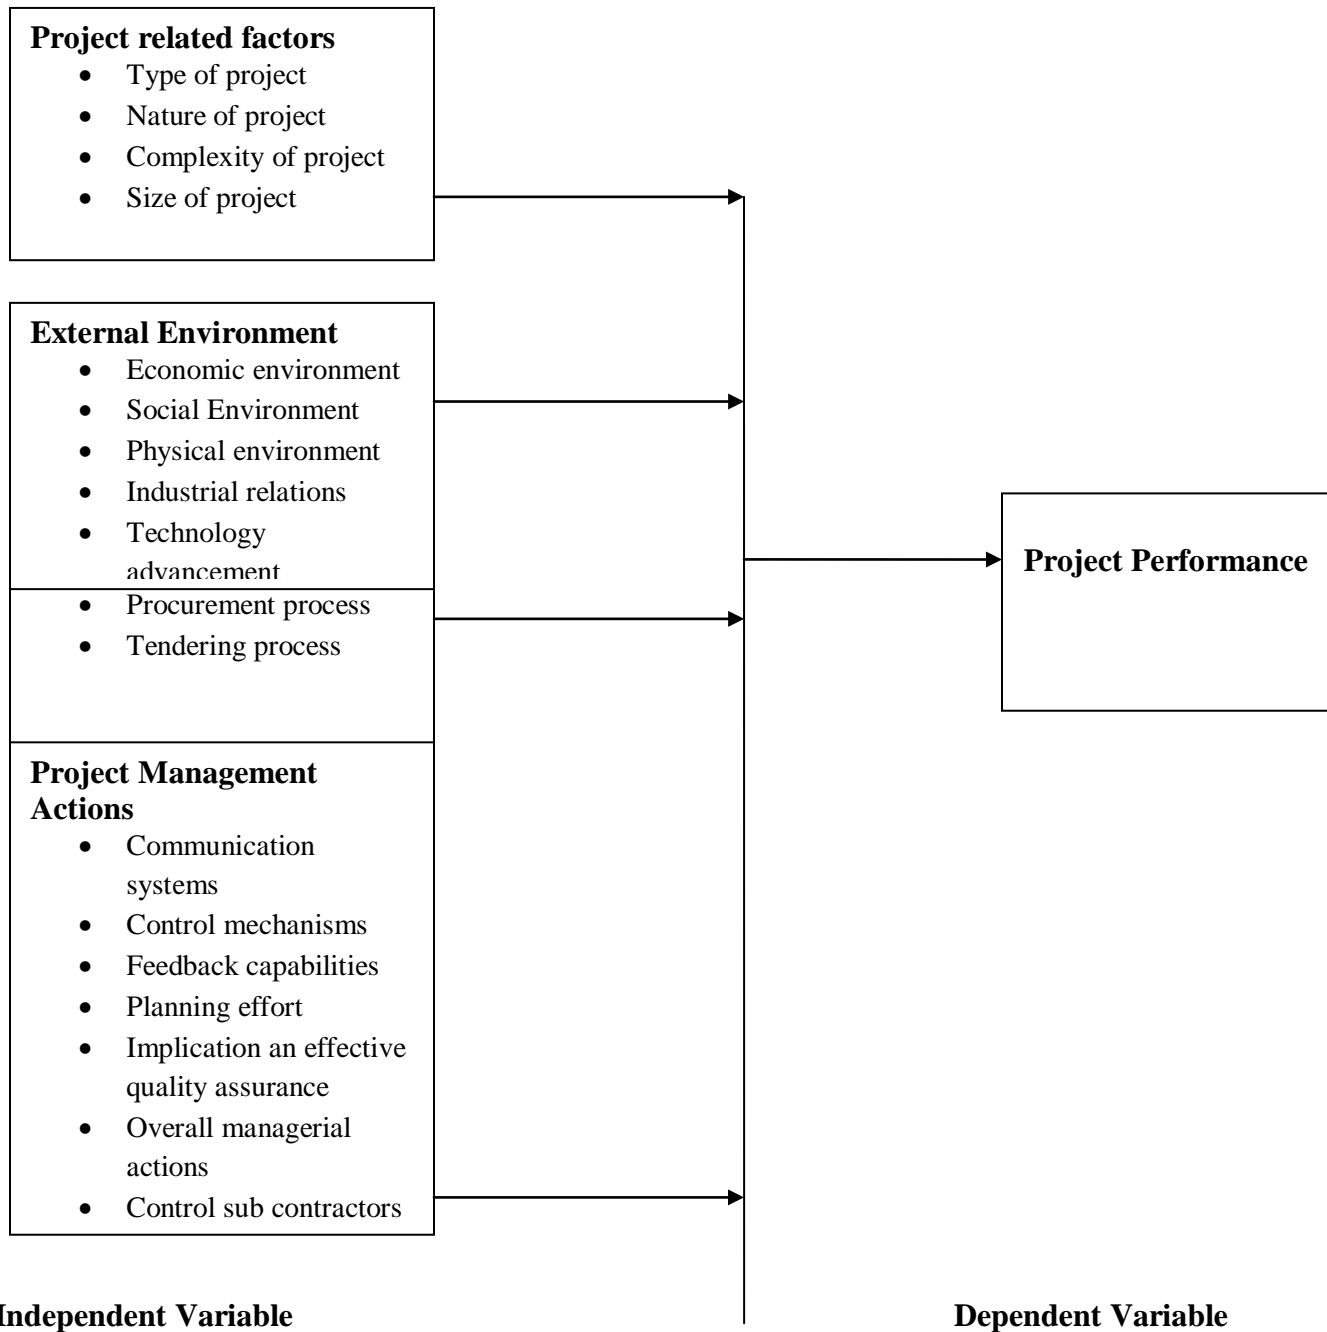 Project related factors
• Type of project
• Nature of project
• Complexity of project
• Size of project
External Environment
• Economic environment
• Social Environment
• Physical environment
• Industrial relations
• Technology
advancement
• Procurement process
• Tendering process
Project Management
Actions
• Communication
systems
• Control mechanisms
• Feedback capabilities
• Planning effort
• Implication an effective
quality assurance
• Overall managerial
actions
• Control sub contractors
Project Performance
Independent Variable
Dependent Variable